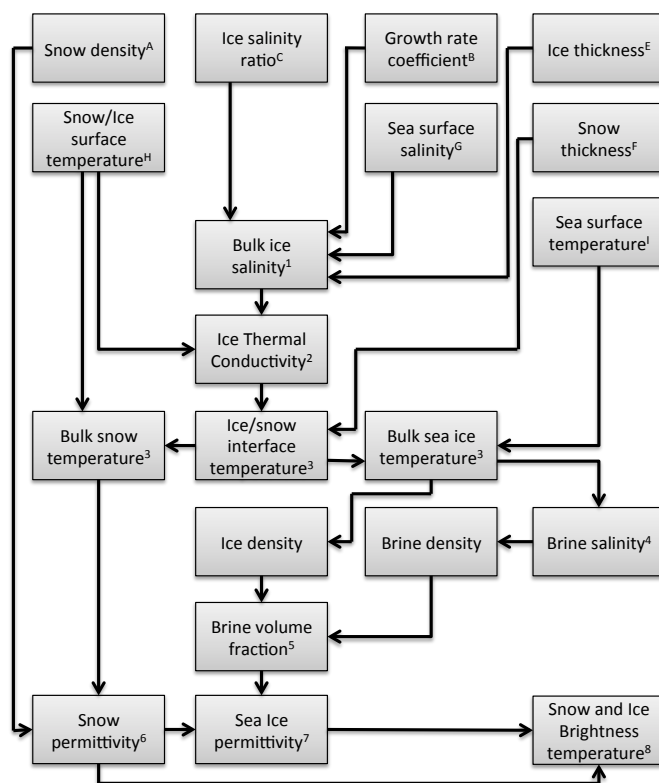 Snow density^A
Ice salinity
ratio^C
Growth rate
coefficient^B
Ice thickness^E
Snow/Ice
surface
temperature^H
Sea surface
salinity^G
Snow
thickness^F
Sea surface
temperature^I
Bulk ice
salinity^1
Ice Thermal
Conductivity^2
Bulk snow
temperature^3
Ice/snow
interface
temperature^3
Bulk sea ice
temperature^3
Ice density
Brine density
Brine salinity^4
Brine volume
fraction^5
Snow
permittivity^6
Sea Ice
permittivity^7
Snow and Ice
Brightness
temperature^8